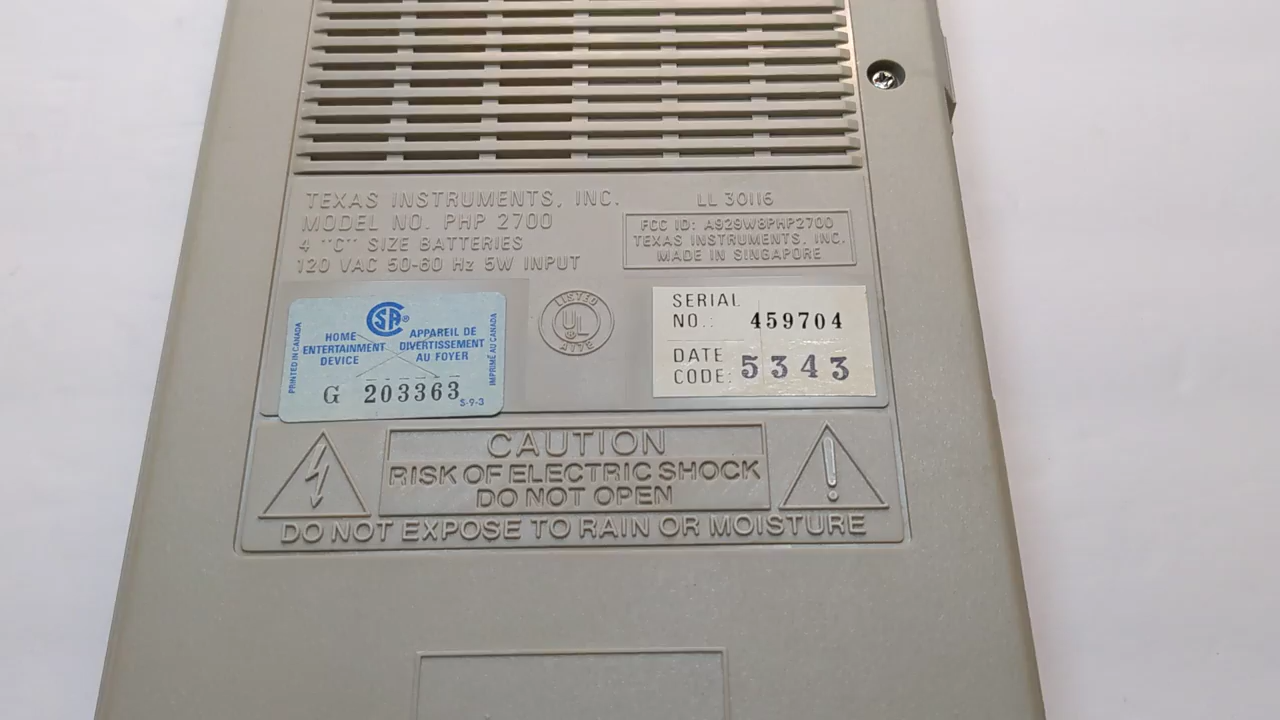 TEXAS INSTRUMENTS, INC.
MODEL NO. PHP 2700
4 "C" SIZE BATTERIES
120 VAC 50-60 Hz 5W INPUT
LL 30116
FCC ID: A929W8PHP2700
TEXAS INSTRUMENTS, INC.
MADE IN SINGAPORE
PRINTED IN CANADA
SA®
HOME
ENTERTAINMENT
DEVICE
APPAREIL DE
DIVERTISSEMENT
AU FOYER
IMPRIMÉ AU CANADA
G 203363
S-9-3
LISTED
UL
®
A172
SERIAL
NO.: 459704
DATE
CODE: 5343
CAUTION
RISK OF ELECTRIC SHOCK
DO NOT OPEN
!
DO NOT EXPOSE TO RAIN OR MOISTURE